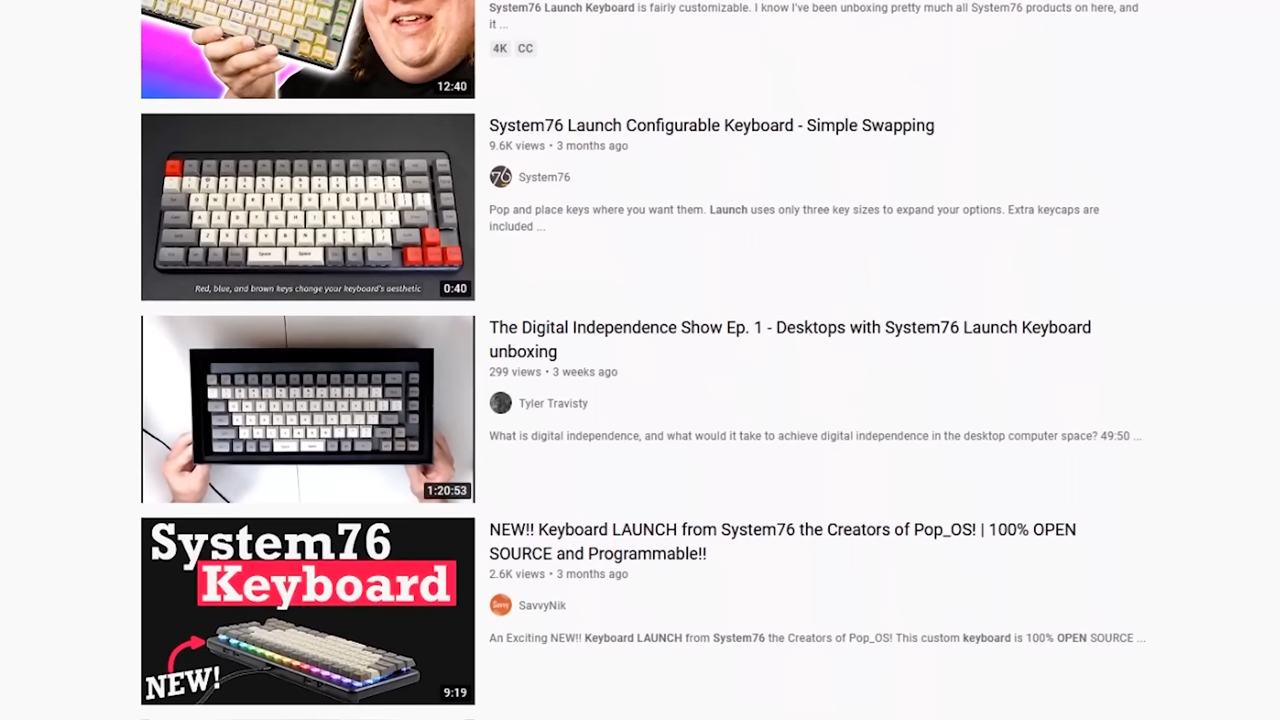 System76 Launch Keyboard is fairly customizable. I know I've been unboxing pretty much all System76 products on here, and
it ...
4K CC
12:40
System76 Launch Configurable Keyboard - Simple Swapping
9.6K views • 3 months ago
76 System76
Pop and place keys where you want them. Launch uses only three key sizes to expand your options. Extra keycaps are
included ...
Space Space
Red, blue, and brown keys change your keyboard's aesthetic
0:40
The Digital Independence Show Ep. 1 - Desktops with System76 Launch Keyboard
unboxing
299 views • 3 weeks ago
Tyler Travisty
What is digital independence, and what would it take to achieve digital independence in the desktop computer space? 49:50 ...
1:20:53
System76
Keyboard
NEW!
9:19
NEW!! Keyboard LAUNCH from System76 the Creators of Pop_OS! | 100% OPEN
SOURCE and Programmable!!
2.6K views • 3 months ago
Savvy SavvyNik
An Exciting NEW!! Keyboard LAUNCH from System76 the Creators of Pop_OS! This custom keyboard is 100% OPEN SOURCE ...